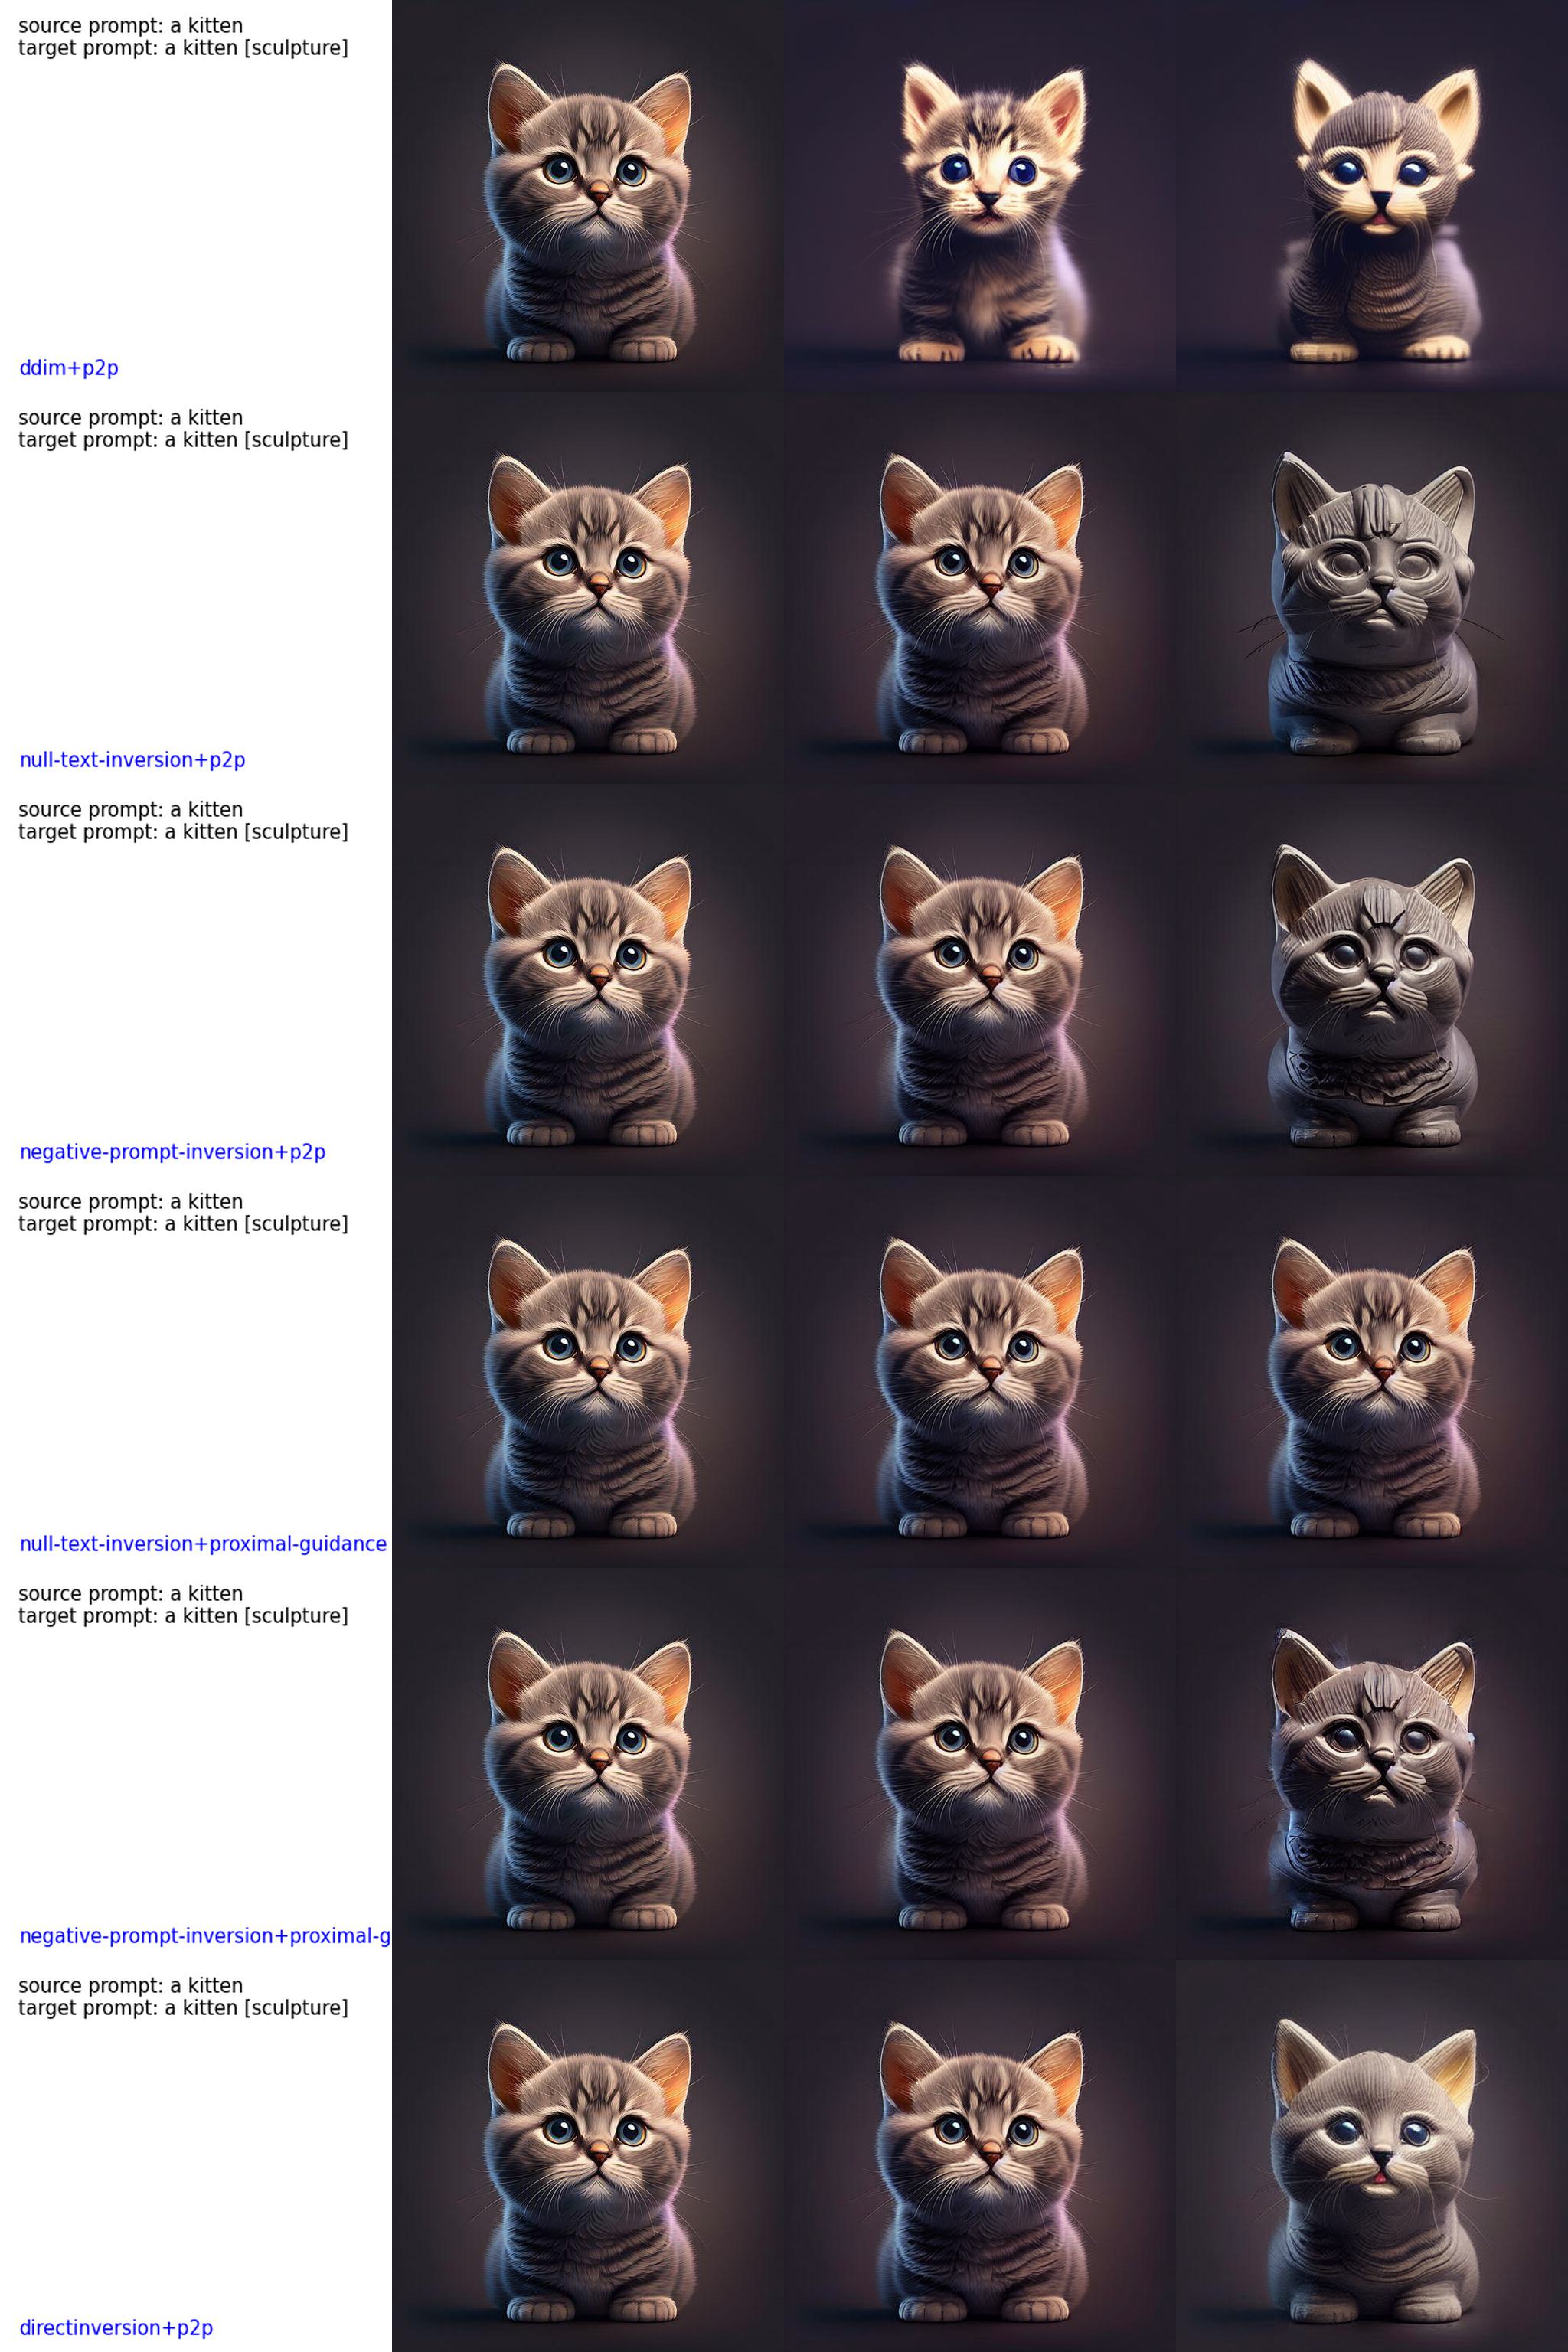 source prompt: a kitten
target prompt: a kitten [sculpture]
ddim+p2p
source prompt: a kitten
target prompt: a kitten [sculpture]
null-text-inversion+p2p
source prompt: a kitten
target prompt: a kitten [sculpture]
negative-prompt-inversion+p2p
source prompt: a kitten
target prompt: a kitten [sculpture]
null-text-inversion+proximal-guidance
source prompt: a kitten
target prompt: a kitten [sculpture]
negative-prompt-inversion+proximal-g
source prompt: a kitten
target prompt: a kitten [sculpture]
directinversion+p2p